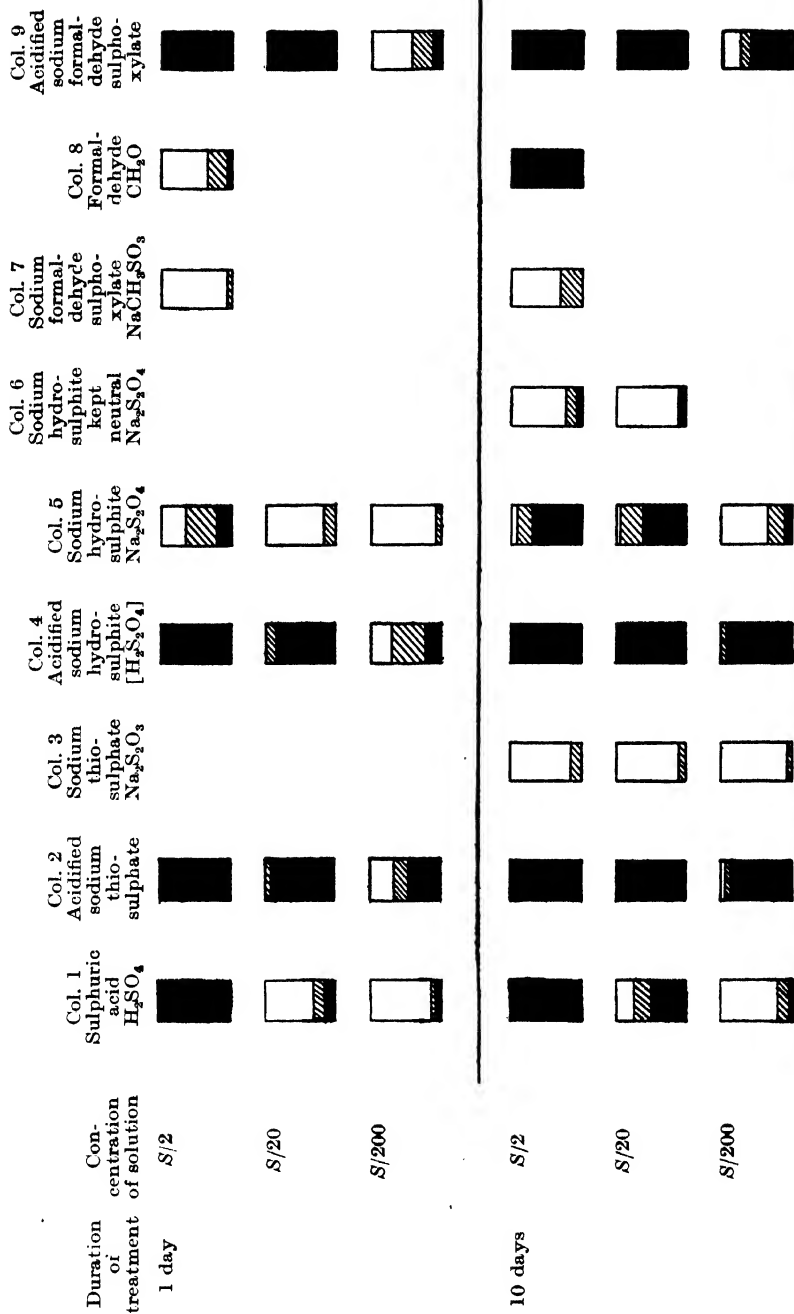 Duration
of
treatment
Con-
centration
of solution
Col. 1
Sulphuric
acid
H₂SO₄
Col. 2
Acidified
sodium
thio-
sulphate
Col. 3
Sodium
thio-
sulphate
Na₂S₂O₃
Col. 4
Acidified
sodium
hydro-
sulphite
[H₂S₂O₄]
Col. 5
Sodium
hydro-
sulphite
Na₂S₂O₄
Col. 6
Sodium
hydro-
sulphite
kept
neutral
Na₂S₂O₄
Col. 7
Sodium
formal-
dehyde
sulpho-
xylate
NaCH₃SO₃
Col. 8
Formal-
dehyde
CH₂O
Col. 9
Acidified
sodium
formal-
dehyde
sulpho-
xylate
1 day
S/2
S/20
S/200
10 days
S/2
S/20
S/200